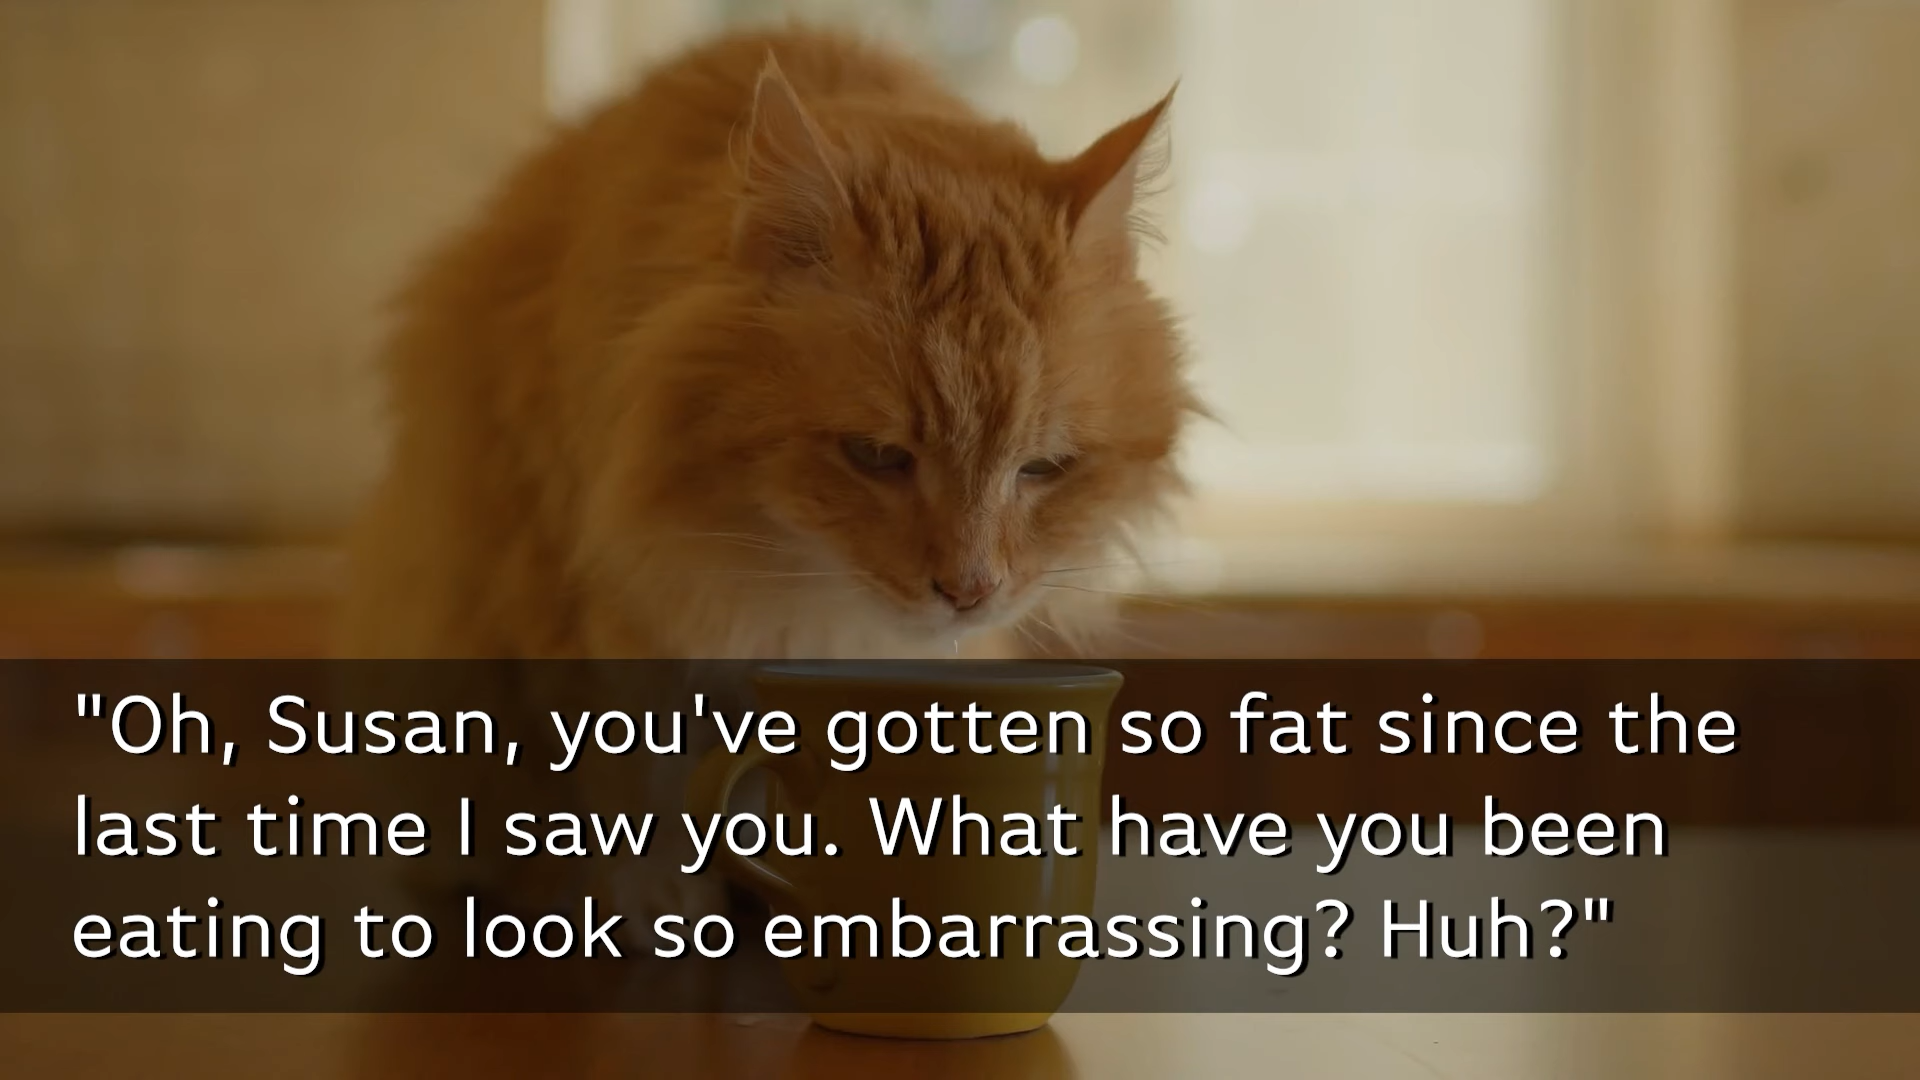 "Oh, Susan, you've gotten so fat since the
last time I saw you. What have you been
eating to look so embarrassing? Huh?"